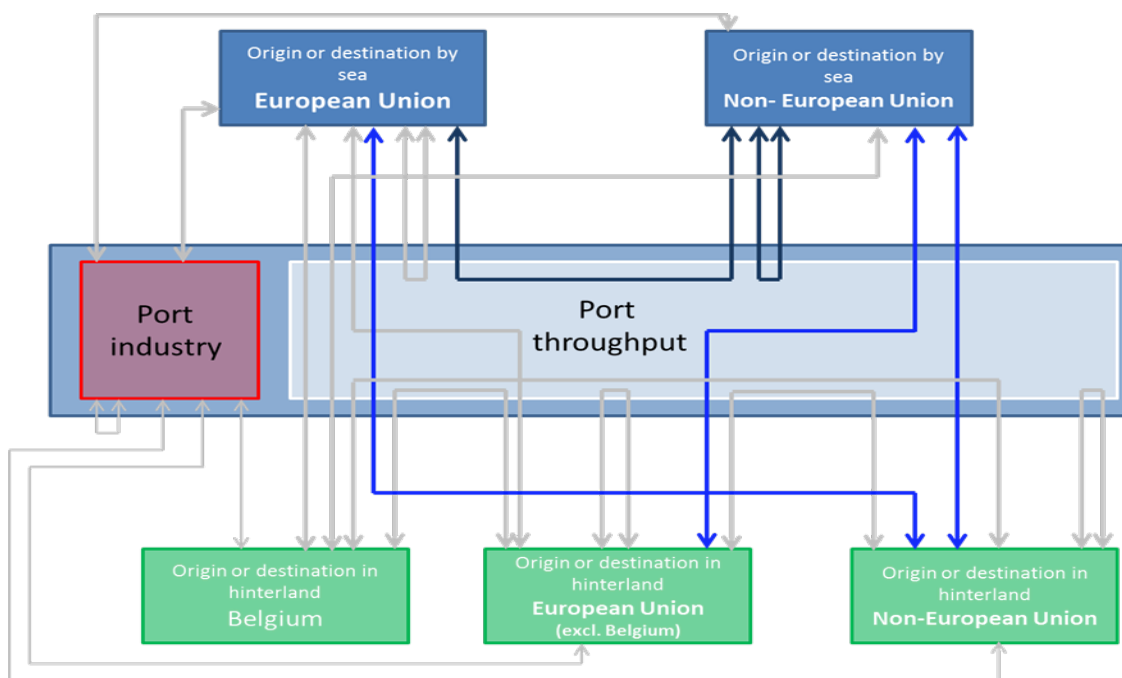 Origin or destination by
sea
European Union
Origin or destination by
sea
Non- European Union
Port
industry
Port
throughput
Origin or destination in
hinterland
Belgium
Origin or destination in
hinterland
European Union
(excl. Belgium)
Origin or destination in
hinterland
Non-European Union